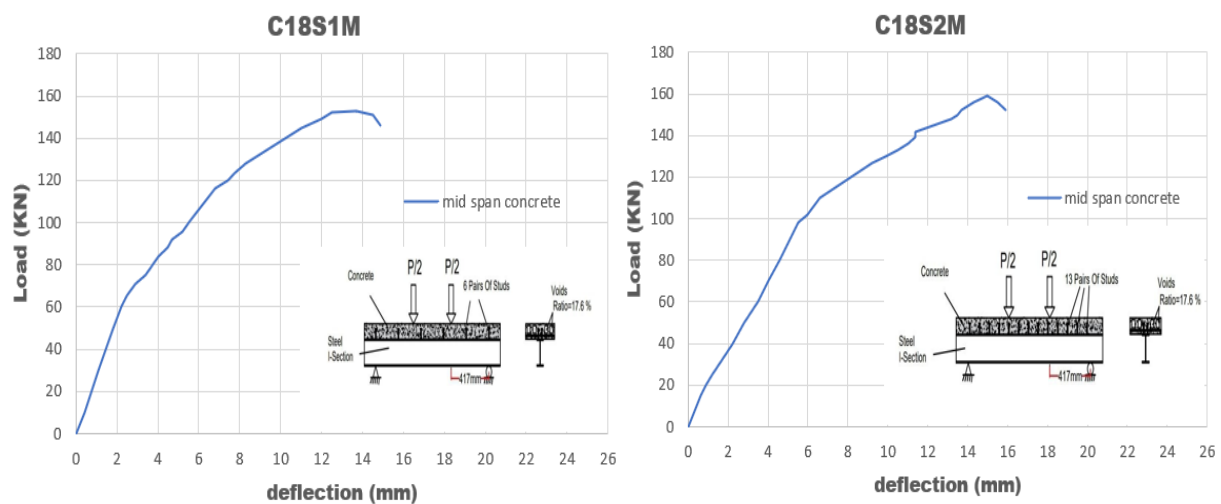 C18S1M
180
160
140
120
100
80
60
40
20
0
Load (KN)
0 2 4 6 8 10 12 14 16 18 20 22 24 26
deflection (mm)
mid span concrete
P/2 P/2
Concrete
6 Pairs Of Studs
Voids
Ratio=17.6 %
Steel
I-Section
417mm
C18S2M
180
160
140
120
100
80
60
40
20
0
Load (KN)
0 2 4 6 8 10 12 14 16 18 20 22 24 26
deflection (mm)
mid span concrete
P/2 P/2
Concrete
13 Pairs Of Studs
Voids
Ratio=17.6 %
Steel
I-Section
417mm